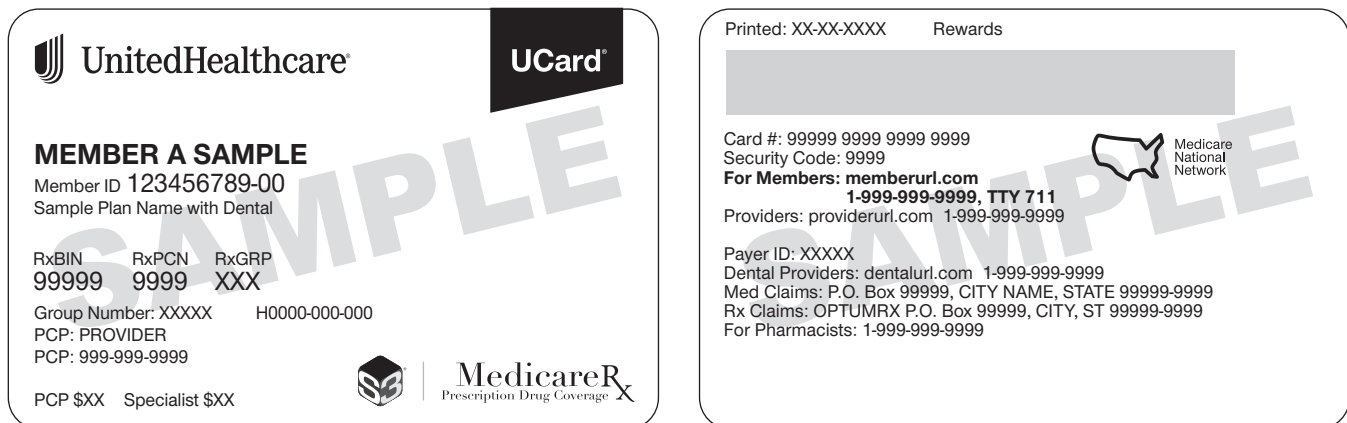 UnitedHealthcare®
UCard®
SAMPLE
MEMBER A SAMPLE
Member ID 123456789-00
Sample Plan Name with Dental
RxBIN RxPCN RxGRP
99999 9999 XXX
Group Number: XXXXX H0000-000-000
PCP: PROVIDER
PCP: 999-999-9999
PCP $XX Specialist $XX
S3®
MedicareRx
Prescription Drug Coverage
Printed: XX-XX-XXXX Rewards
SAMPLE
Card #: 99999 9999 9999 9999
Security Code: 9999
For Members: memberurl.com
1-999-999-9999, TTY 711
Providers: providerurl.com 1-999-999-9999
Medicare
National
Network
Payer ID: XXXXX
Dental Providers: dentalurl.com 1-999-999-9999
Med Claims: P.O. Box 99999, CITY NAME, STATE 99999-9999
Rx Claims: OPTUMRX P.O. Box 99999, CITY, ST 99999-9999
For Pharmacists: 1-999-999-9999